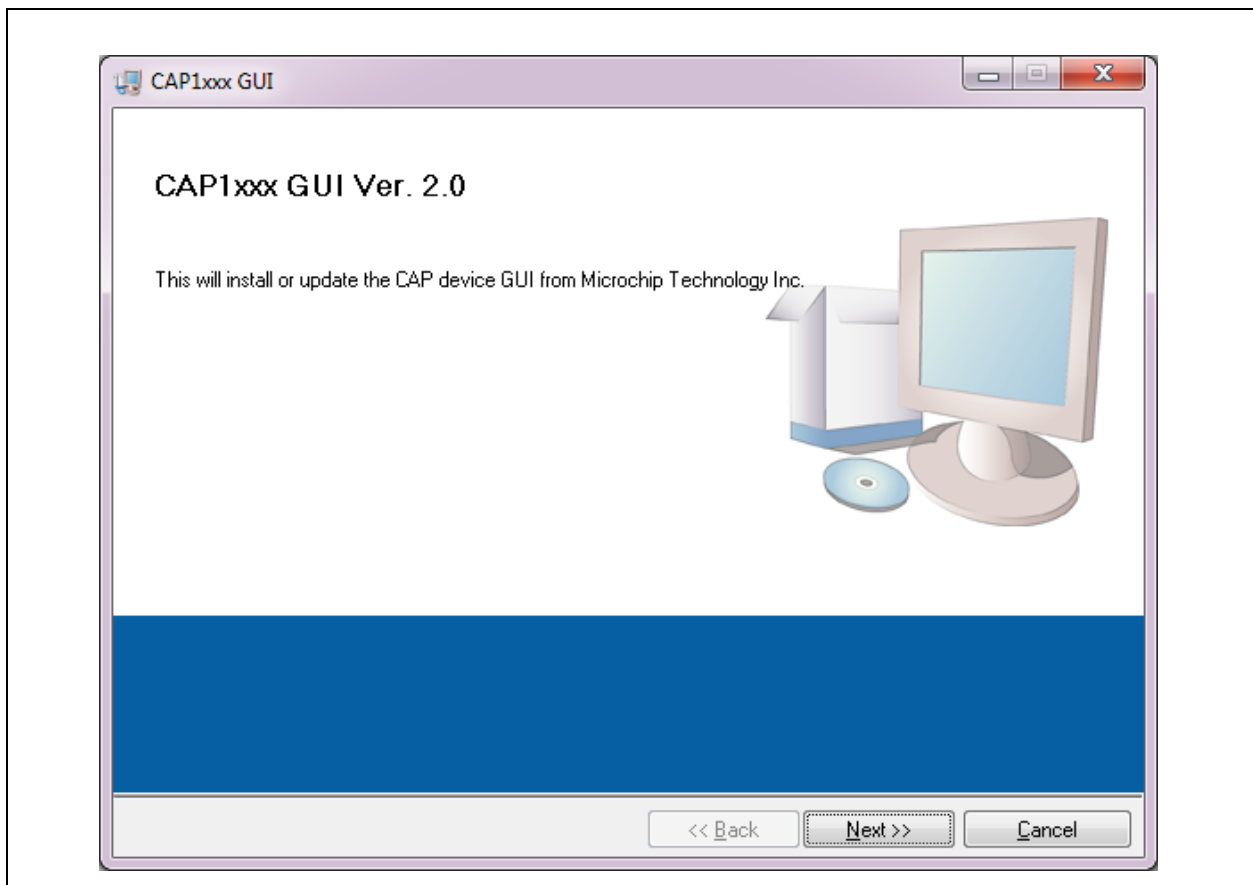 CAP1xxx GUI
CAP1xxx GUI Ver. 2.0
This will install or update the CAP device GUI from Microchip Technology Inc.
<< Back
Next >>
Cancel